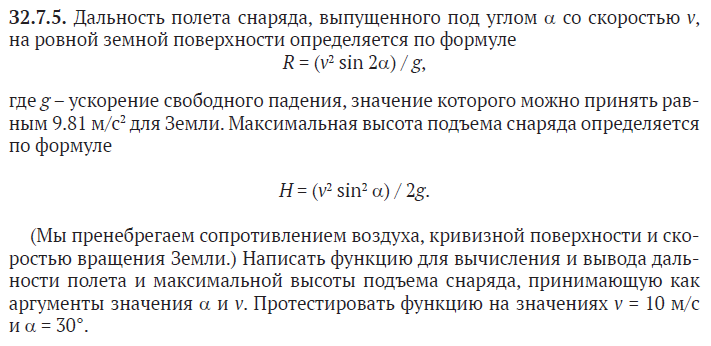 З2.7.5. Дальность полета снаряда, выпущенного под углом α со скоростью v,
на ровной земной поверхности определяется по формуле
R = (v² sin 2α) / g,
где g – ускорение свободного падения, значение которого можно принять рав-
ным 9.81 м/с² для Земли. Максимальная высота подъема снаряда определяется
по формуле
H = (v² sin² α) / 2g.
(Мы пренебрегаем сопротивлением воздуха, кривизной поверхности и ско-
ростью вращения Земли.) Написать функцию для вычисления и вывода даль-
ности полета и максимальной высоты подъема снаряда, принимающую как
аргументы значения α и v. Протестировать функцию на значениях v = 10 м/с
и α = 30°.